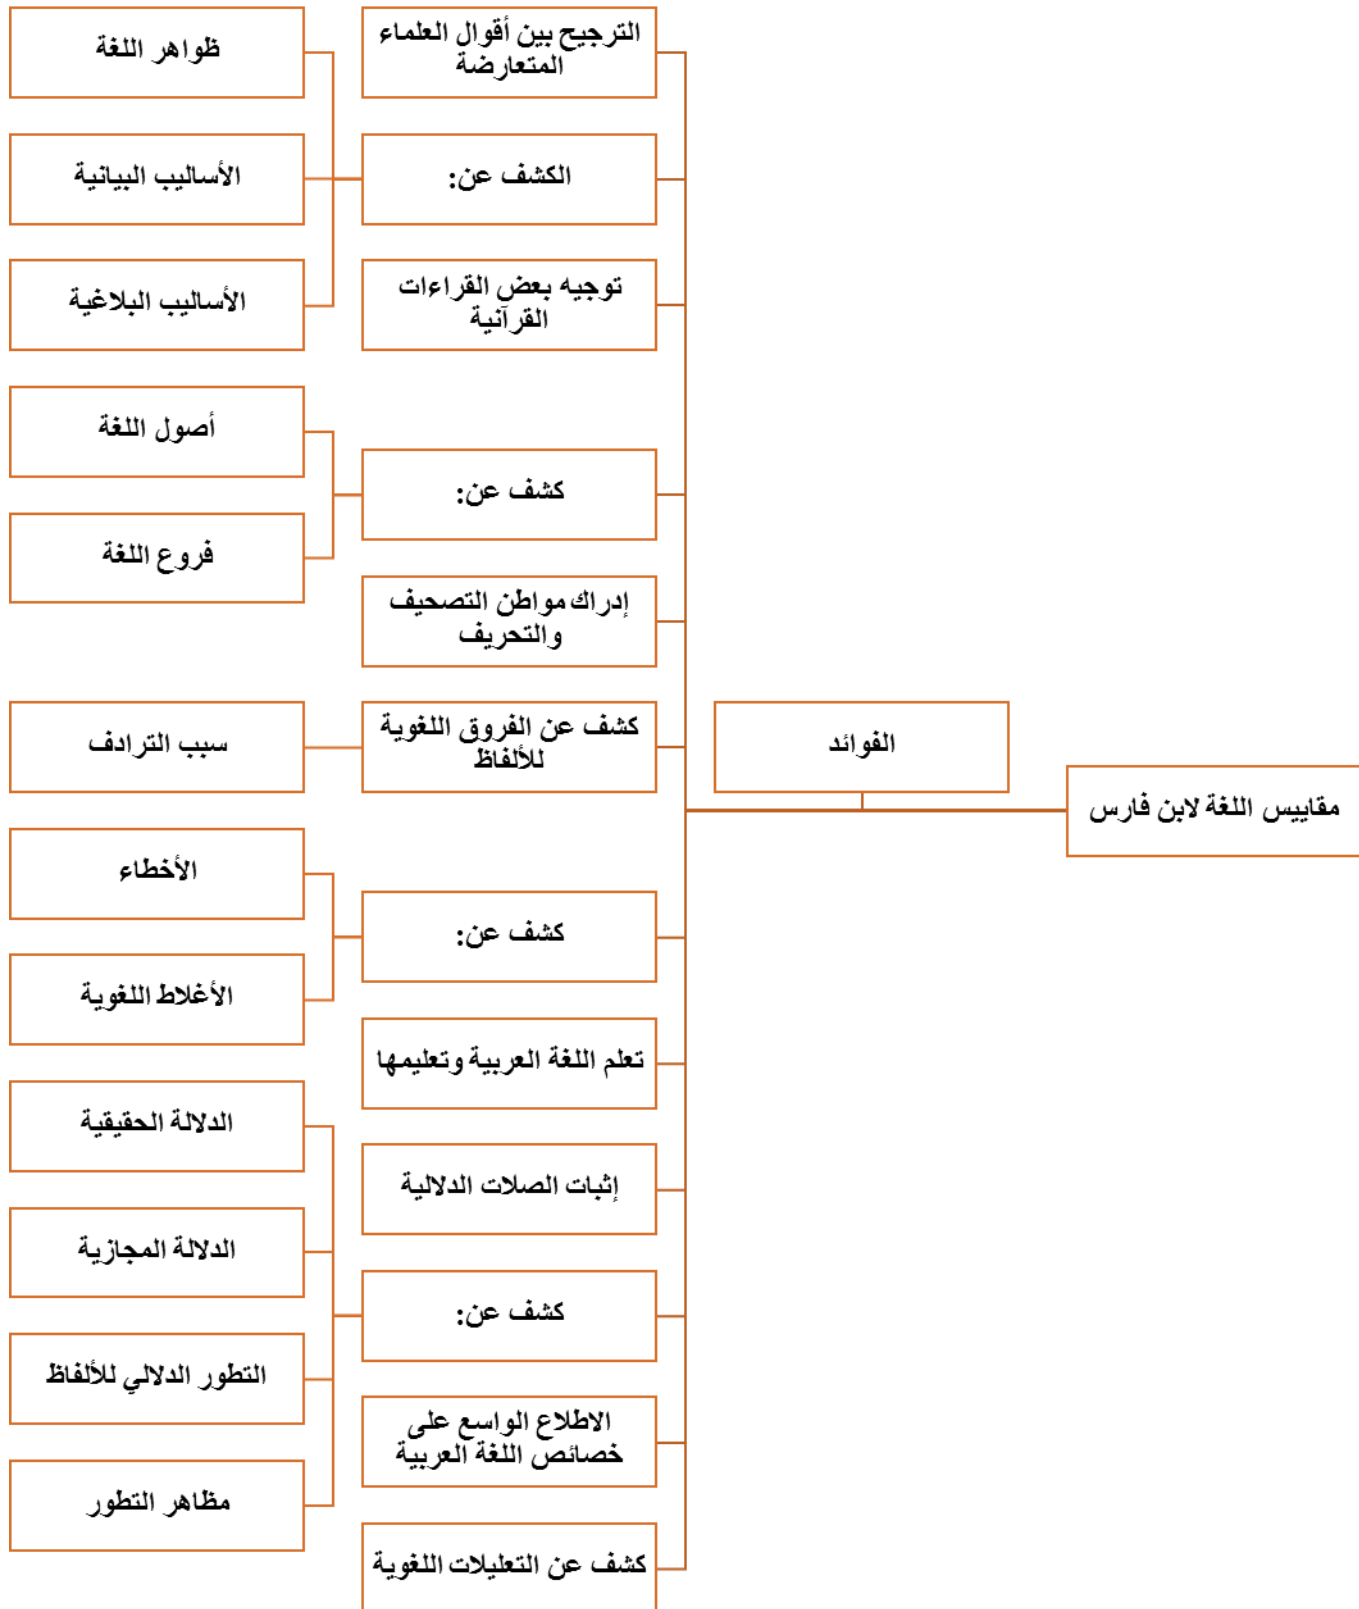 مقاييس اللغة لابن فارس
الفوائد
الترجيح بين أقوال العلماء
المتعارضة
الكشف عن:
ظواهر اللغة
الأساليب البيانية
الأساليب البلاغية
توجيه بعض القراءات
القرآنية
كشف عن:
أصول اللغة
فروع اللغة
إدراك مواطن التصحيف
والتحريف
كشف عن الفروق اللغوية
للألفاظ
سبب الترادف
كشف عن:
الأخطاء
الأغلاط اللغوية
تعلم اللغة العربية وتعليمها
إثبات الصلات الدلالية
كشف عن:
الدلالة الحقيقية
الدلالة المجازية
التطور الدلالي للألفاظ
مظاهر التطور
الاطلاع الواسع على
خصائص اللغة العربية
كشف عن التعليلات اللغوية